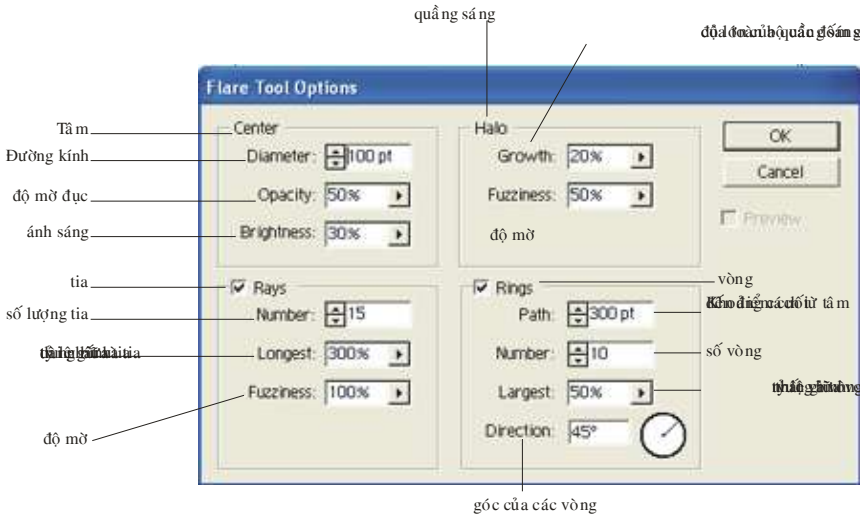 quầng sáng
Flare Tool Options
Tâm
Center
Halo
OK
Đường kính
Diameter: 100 pt
Growth: 20%
Cancel
độ mờ đục
Opacity: 50%
Fuzziness: 50%
Preview
ánh sáng
Brightness: 30%
độ mờ
tia
Rays
Rings
vòng
số lượng tia
Number: 15
Path: 300 pt
từ tâm
Longest: 300%
Number: 10
số vòng
Fuzziness: 100%
Largest: 50%
độ mờ
Direction: 45°
góc của các vòng